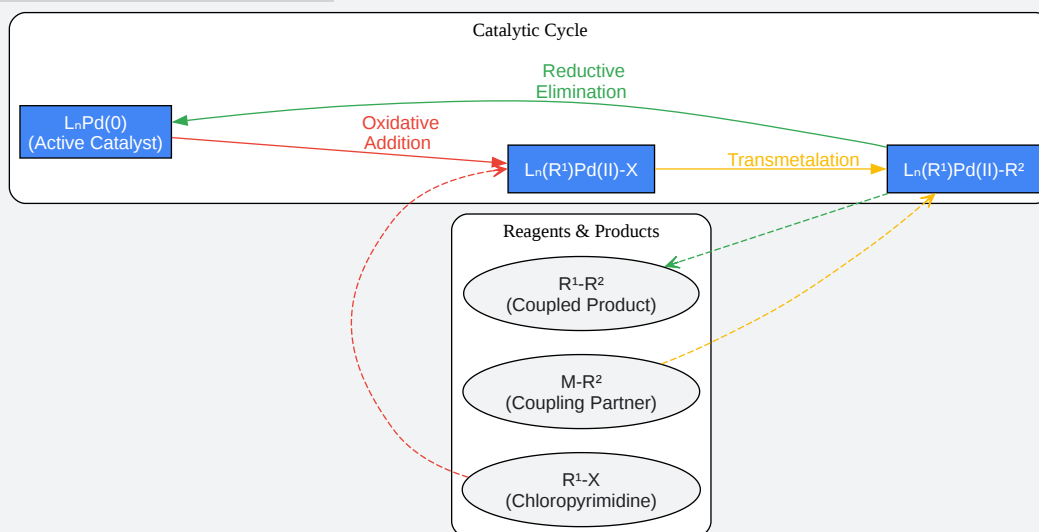 Catalytic Cycle
Reductive
Elimination
LₙPd(0)
(Active Catalyst)
Oxidative
Addition
Lₙ(R¹)Pd(II)-X
Transmetalation
Lₙ(R¹)Pd(II)-R²
Reagents & Products
R¹-R²
(Coupled Product)
M-R²
(Coupling Partner)
R¹-X
(Chloropyrimidine)